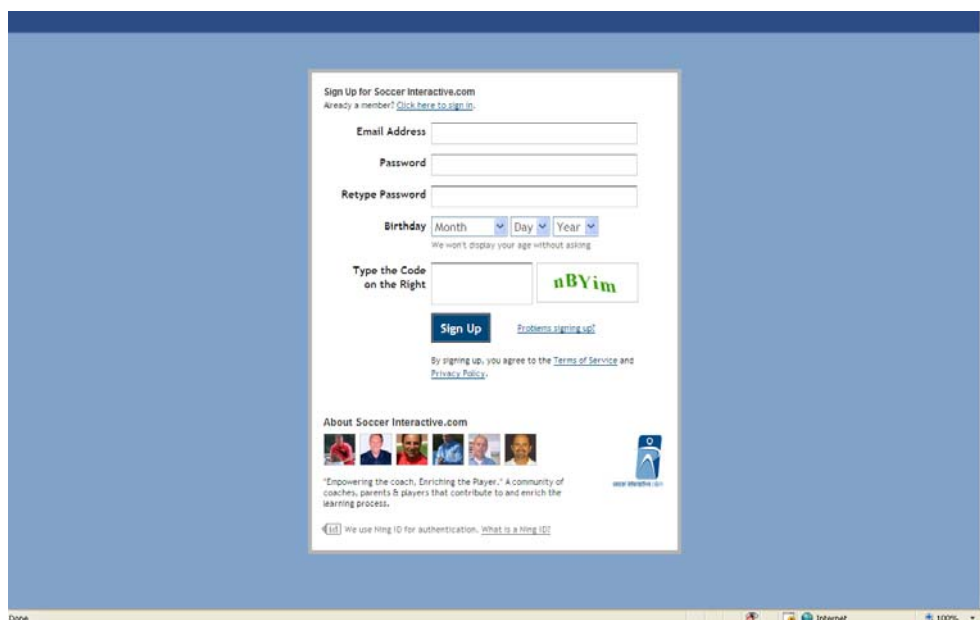 Sign Up for Soccer Interactive.com
Already a member? Click here to sign in.
Email Address
Password
Retype Password
Birthday Month Day Year
We won't display your age without asking
Type the Code
on the Right
nBYim
Sign Up Problems signing up?
By signing up, you agree to the Terms of Service and
Privacy Policy.
About Soccer Interactive.com
soccer interactive.com
"Empowering the coach, Enriching the Player." A community of
coaches, parents & players that contribute to and enrich the
learning process.
id We use Ning ID for authentication. What is a Ning ID?
Done Internet 100%